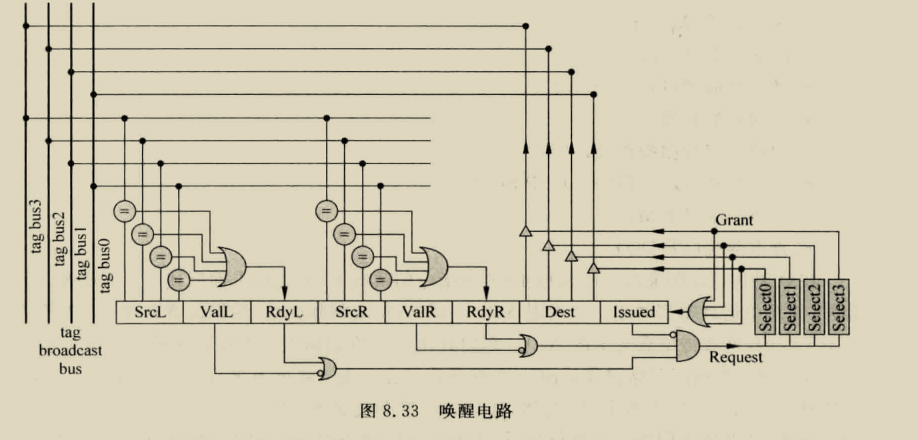 tag bus3
tag bus2
tag bus1
tag bus0
tag
broadcast
bus
=
=
=
=
=
=
=
=
Grant
SrcL ValL RdyL SrcR ValR RdyR Dest Issued
Select0
Select1
Select2
Select3
Request
图 8.33 唤醒电路